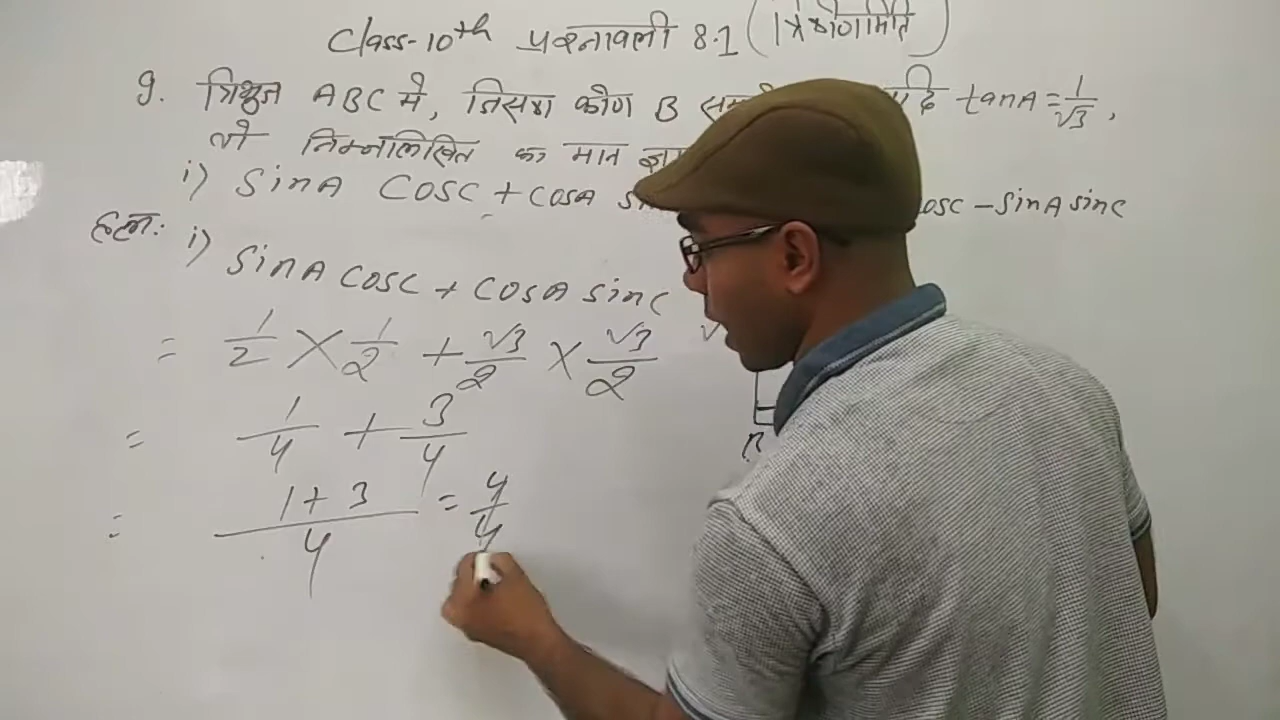 Class-10th प्रश्नावली 8.1 (त्रिकोणमिति)
9. त्रिभुज ABC में, जिसका कोण B tanA = 1/√3,
तो निम्नलिखित का मान
i) sinA cosC + cosA cosC - sinA sinC
हलः i) sinA cosC + cosA sinC
= 1/2 × 1/2 + √3/2 × √3/2
= 1/4 + 3/4
= 1+3/4 = 4/4
B